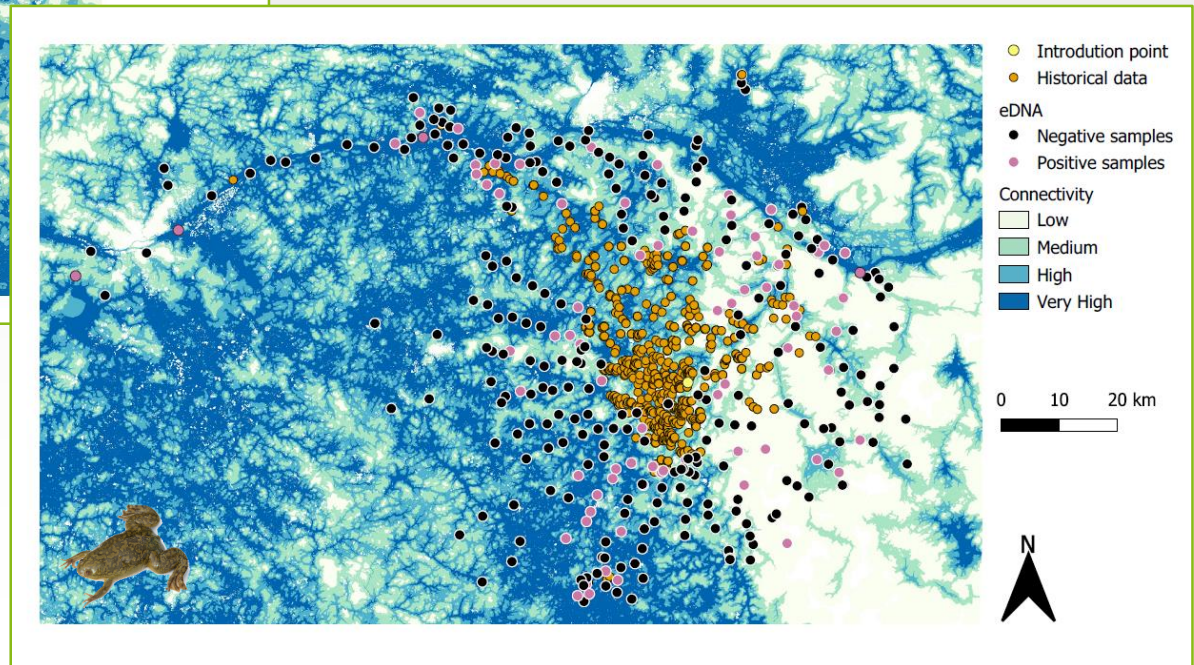 Introdution point
Historical data
eDNA
Negative samples
Positive samples
Connectivity
Low
Medium
High
Very High
0 10 20 km
N